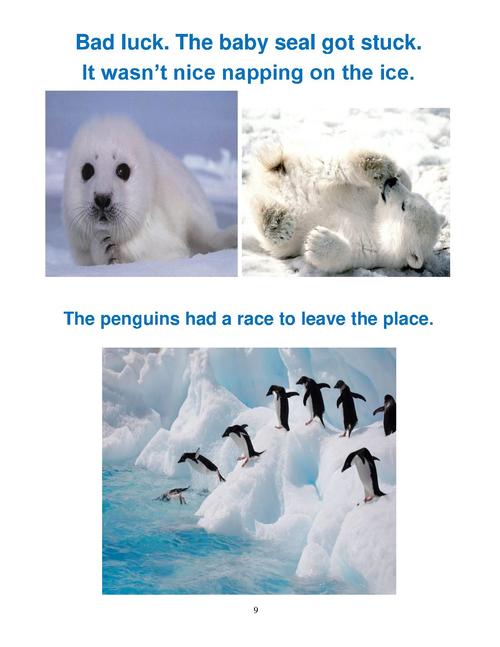 Bad luck. The baby seal got stuck.
It wasn’t nice napping on the ice.
The penguins had a race to leave the place.
9